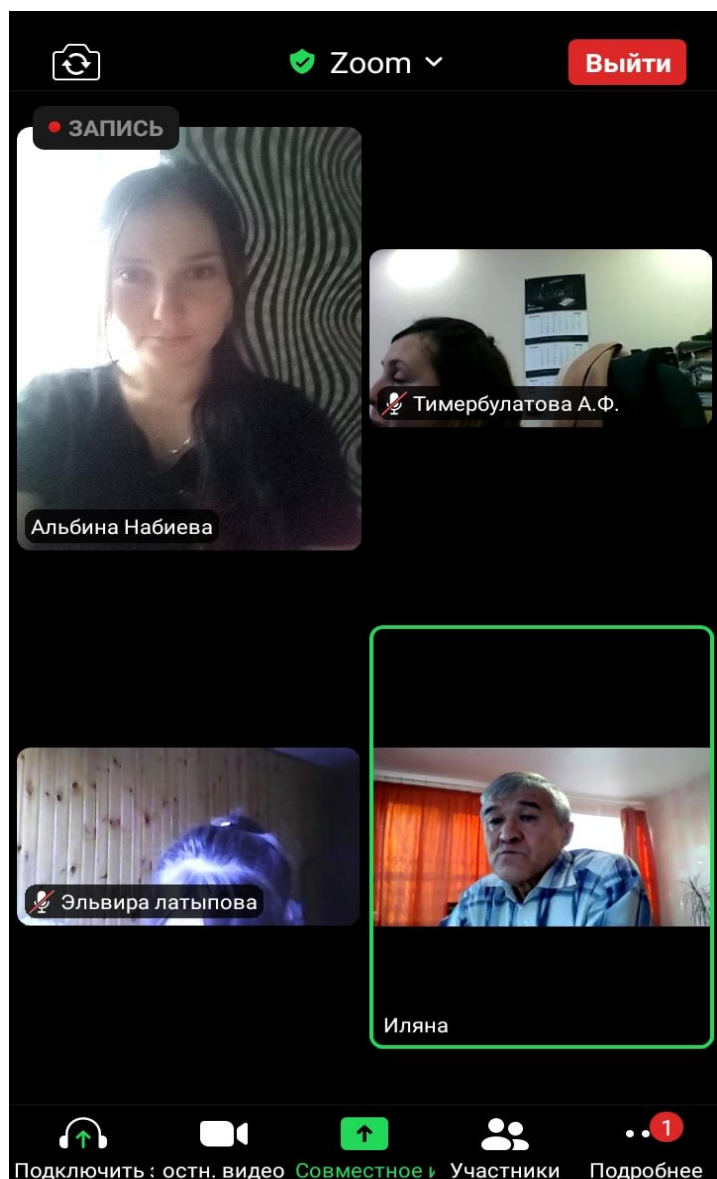 Zoom
Выйти
ЗАПИСЬ
Альбина Набиева
Тимербулатова А.Ф.
Эльвира латыпова
Иляна
1
Подключить з
остн. видео
Совместное и
Участники
Подробнее